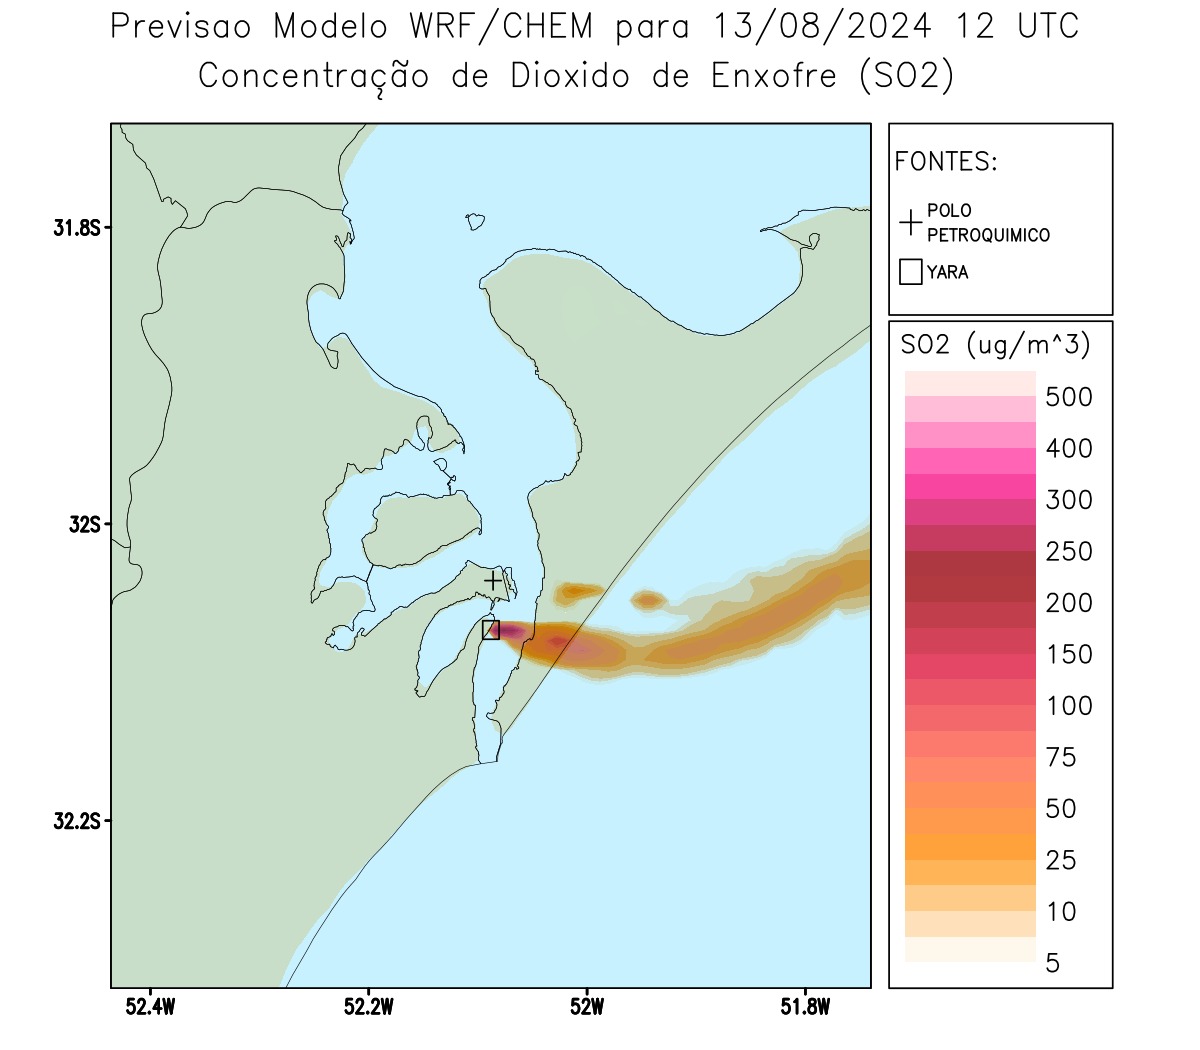 Previsao Modelo WRF/CHEM para 13/08/2024 12 UTC
Concentração de Dioxido de Enxofre (SO2)
FONTES:
POLO
PETROQUIMICO
YARA
SO2 (ug/m^3)
500
400
300
250
200
150
100
75
50
25
10
5
31.8S
32S
32.2S
52.4W
52.2W
52W
51.8W